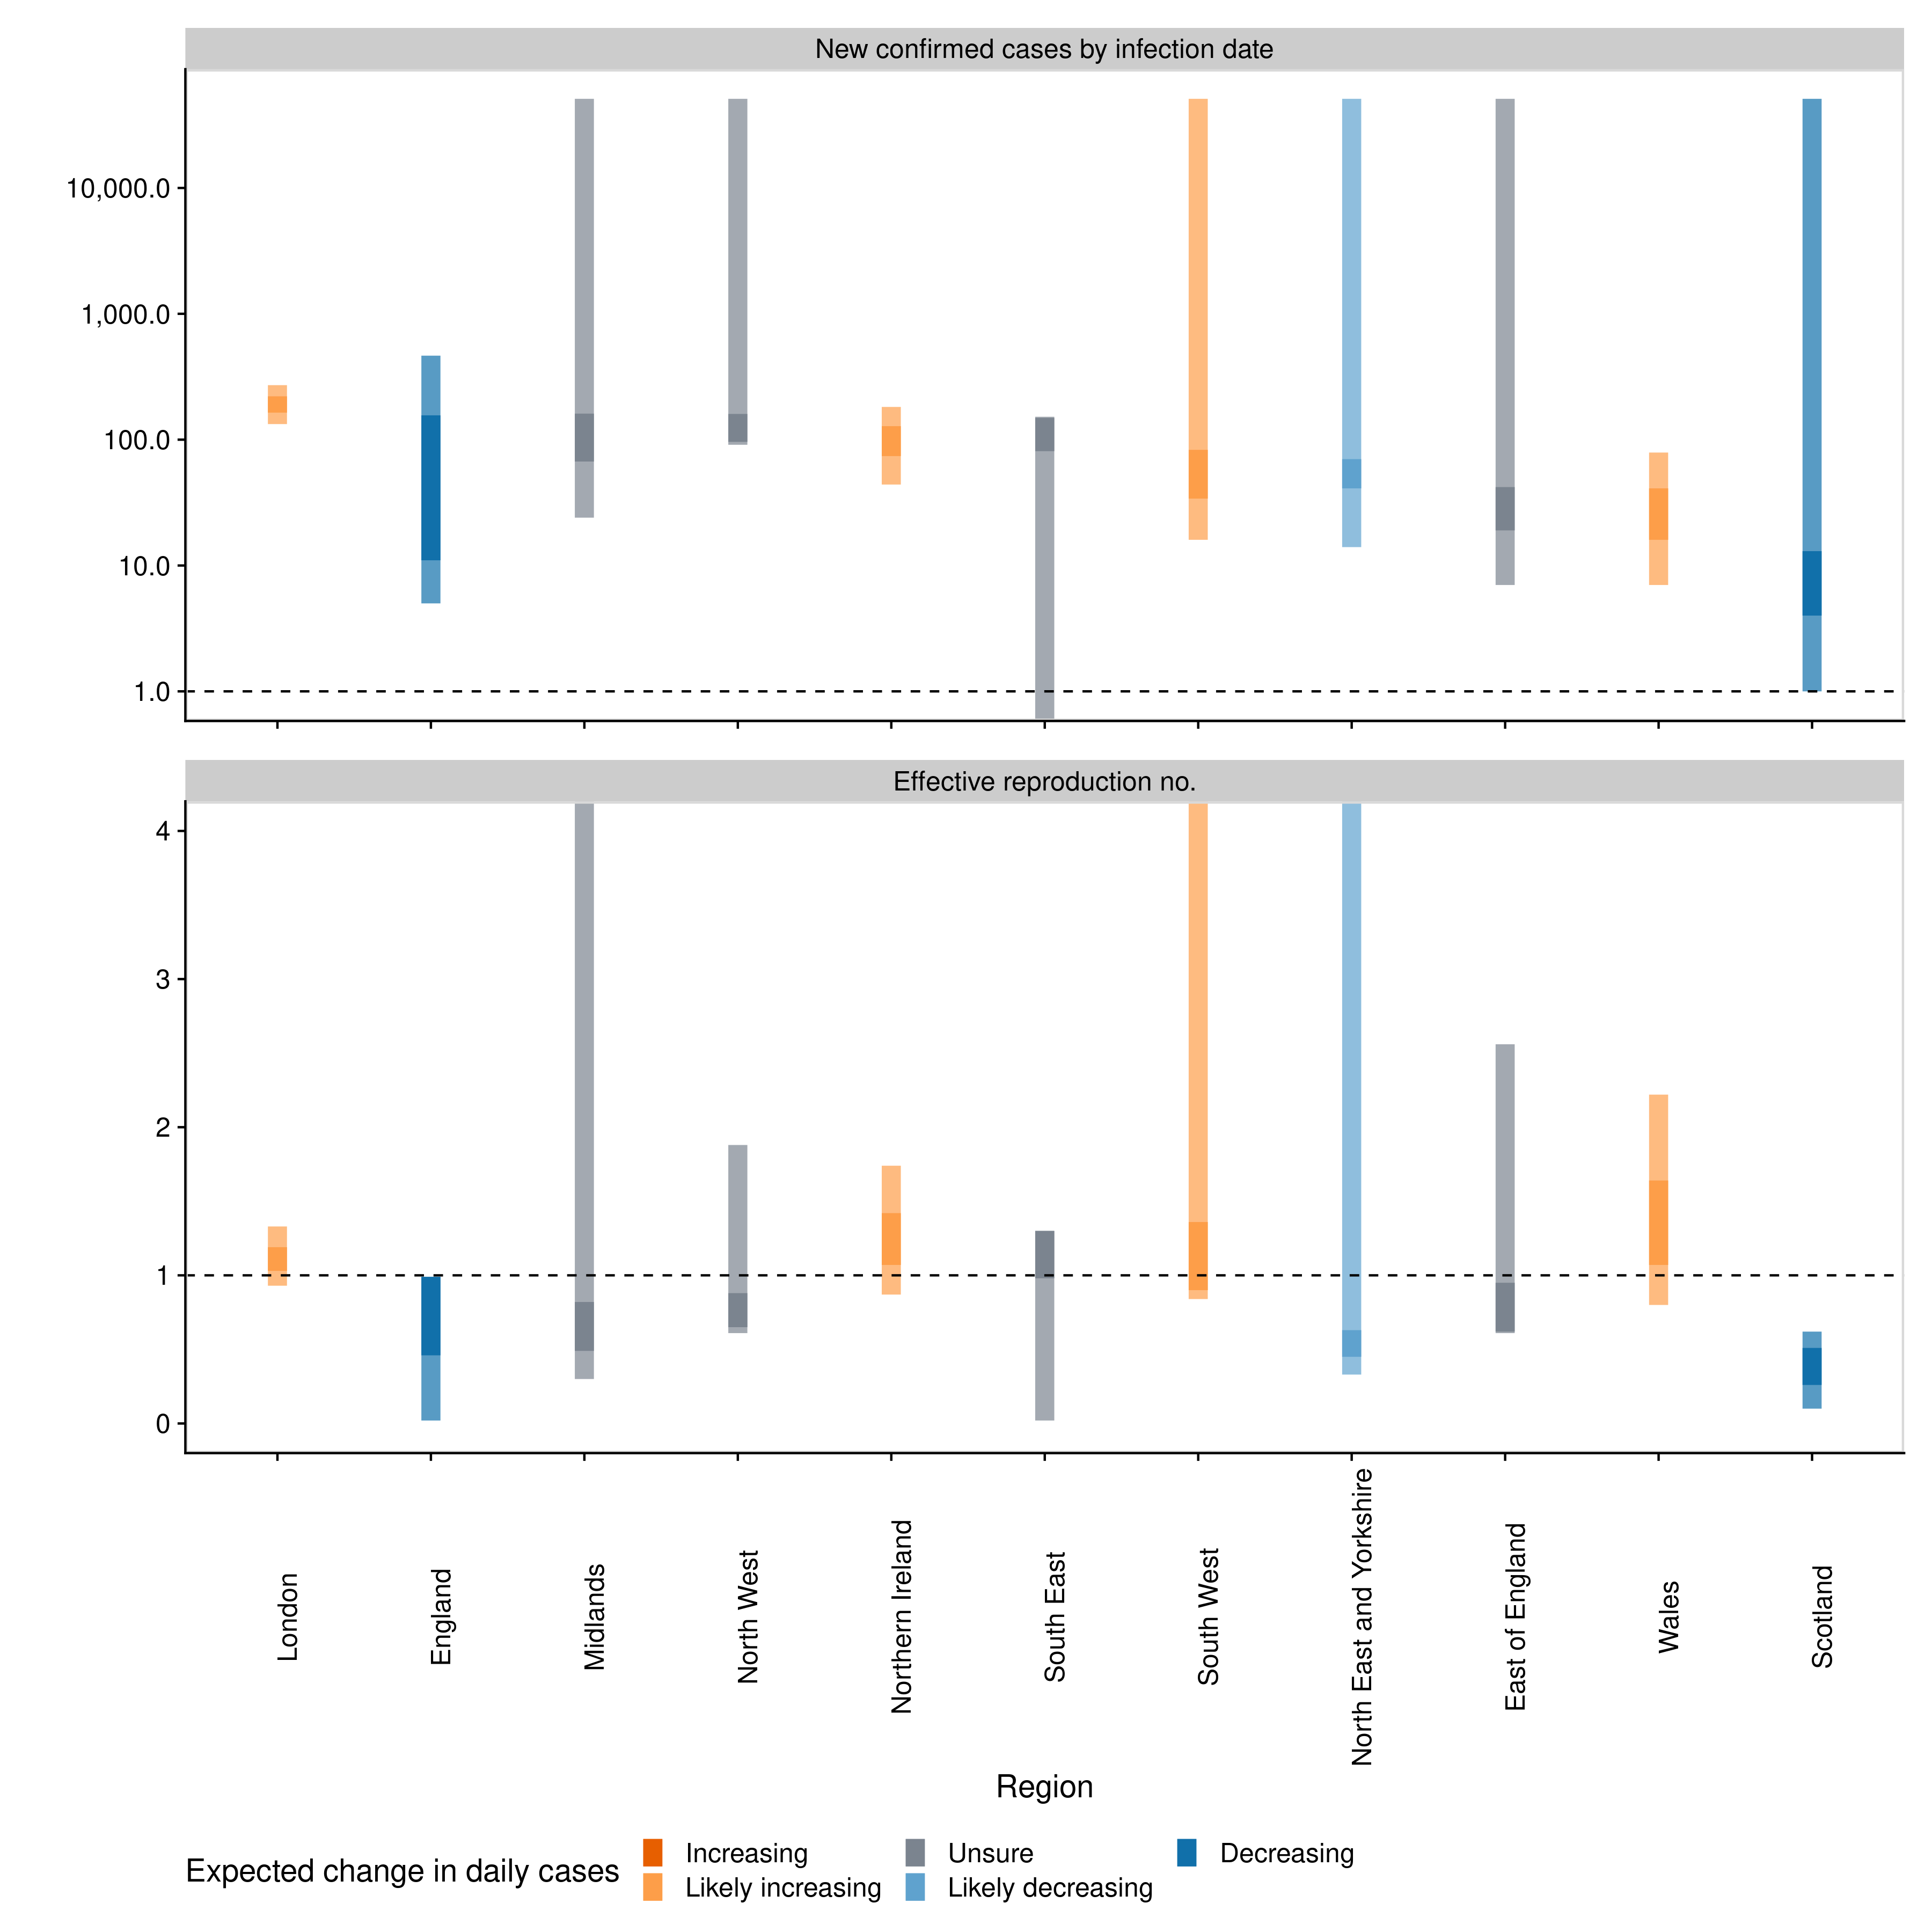 New confirmed cases by infection date
10,000.0
1,000.0
100.0
10.0
1.0
Effective reproduction no.
4
3
2
1
0
London
England
Midlands
North West
Northern Ireland
South East
South West
North East and Yorkshire
East of England
Wales
Scotland
Region
Expected change in daily cases
Increasing
Likely increasing
Unsure
Likely decreasing
Decreasing